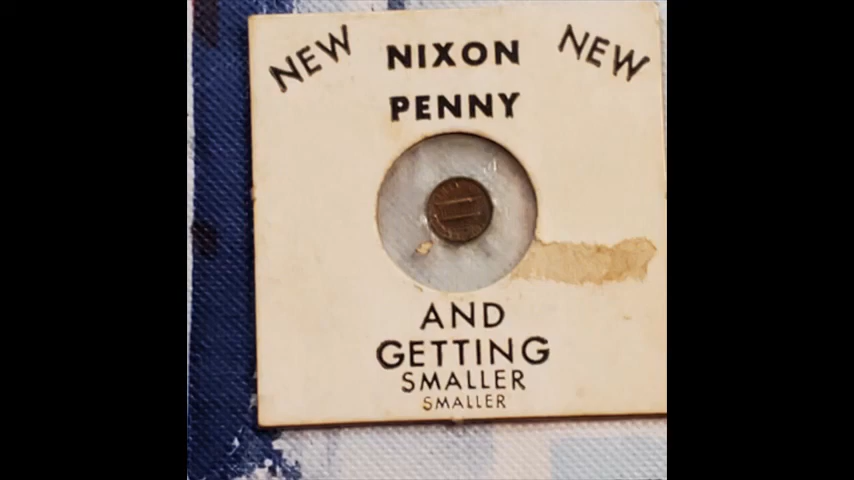 NEW NIXON NEW
PENNY
AND
GETTING
SMALLER
SMALLER